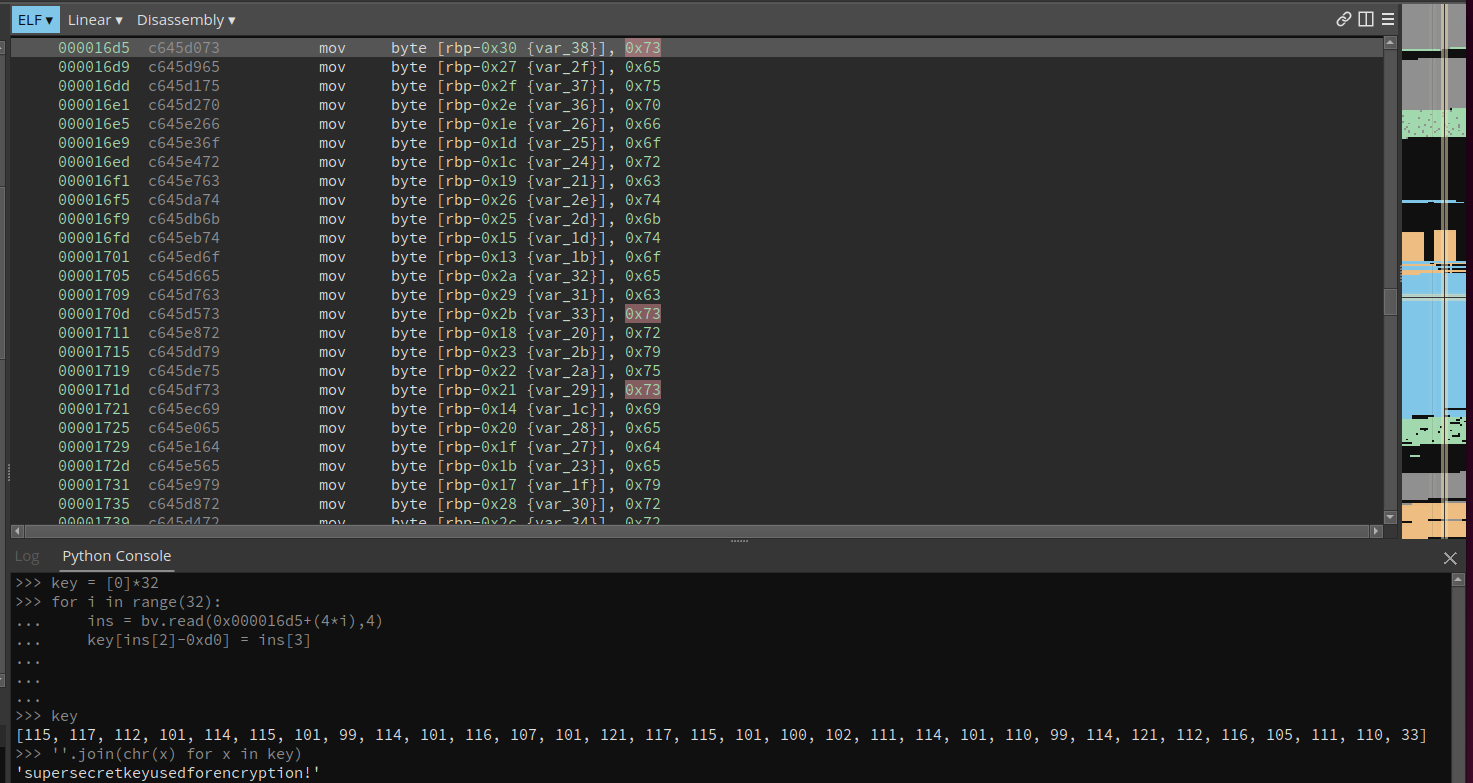 ELF ▾ Linear ▾ Disassembly ▾
000016d5 c645d073 mov byte [rbp-0x30 {var_38}], 0x73
000016d9 c645d965 mov byte [rbp-0x27 {var_2f}], 0x65
000016dd c645d175 mov byte [rbp-0x2f {var_37}], 0x75
000016e1 c645d270 mov byte [rbp-0x2e {var_36}], 0x70
000016e5 c645e266 mov byte [rbp-0x1e {var_26}], 0x66
000016e9 c645e36f mov byte [rbp-0x1d {var_25}], 0x6f
000016ed c645e472 mov byte [rbp-0x1c {var_24}], 0x72
000016f1 c645e763 mov byte [rbp-0x19 {var_21}], 0x63
000016f5 c645da74 mov byte [rbp-0x26 {var_2e}], 0x74
000016f9 c645db6b mov byte [rbp-0x25 {var_2d}], 0x6b
000016fd c645eb74 mov byte [rbp-0x15 {var_1d}], 0x74
00001701 c645ed6f mov byte [rbp-0x13 {var_1b}], 0x6f
00001705 c645d665 mov byte [rbp-0x2a {var_32}], 0x65
00001709 c645d763 mov byte [rbp-0x29 {var_31}], 0x63
0000170d c645d573 mov byte [rbp-0x2b {var_33}], 0x73
00001711 c645e872 mov byte [rbp-0x18 {var_20}], 0x72
00001715 c645dd79 mov byte [rbp-0x23 {var_2b}], 0x79
00001719 c645de75 mov byte [rbp-0x22 {var_2a}], 0x75
0000171d c645df73 mov byte [rbp-0x21 {var_29}], 0x73
00001721 c645ec69 mov byte [rbp-0x14 {var_1c}], 0x69
00001725 c645e065 mov byte [rbp-0x20 {var_28}], 0x65
00001729 c645e164 mov byte [rbp-0x1f {var_27}], 0x64
0000172d c645e565 mov byte [rbp-0x1b {var_23}], 0x65
00001731 c645e979 mov byte [rbp-0x17 {var_1f}], 0x79
00001735 c645d872 mov byte [rbp-0x28 {var_30}], 0x72
00001739 c645d472 mov byte [rbp-0x2c {var_34}], 0x72
Log Python Console
>>> key = [0]*32
>>> for i in range(32):
... ins = bv.read(0x000016d5+(4*i),4)
... key[ins[2]-0xd0] = ins[3]
...
...
...
>>> key
[115, 117, 112, 101, 114, 115, 101, 99, 114, 101, 116, 107, 101, 121, 117, 115, 101, 100, 102, 111, 114, 101, 110, 99, 114, 121, 112, 116, 105, 111, 110, 33]
>>> ''.join(chr(x) for x in key)
'supersecretkeyusedforencryption!'